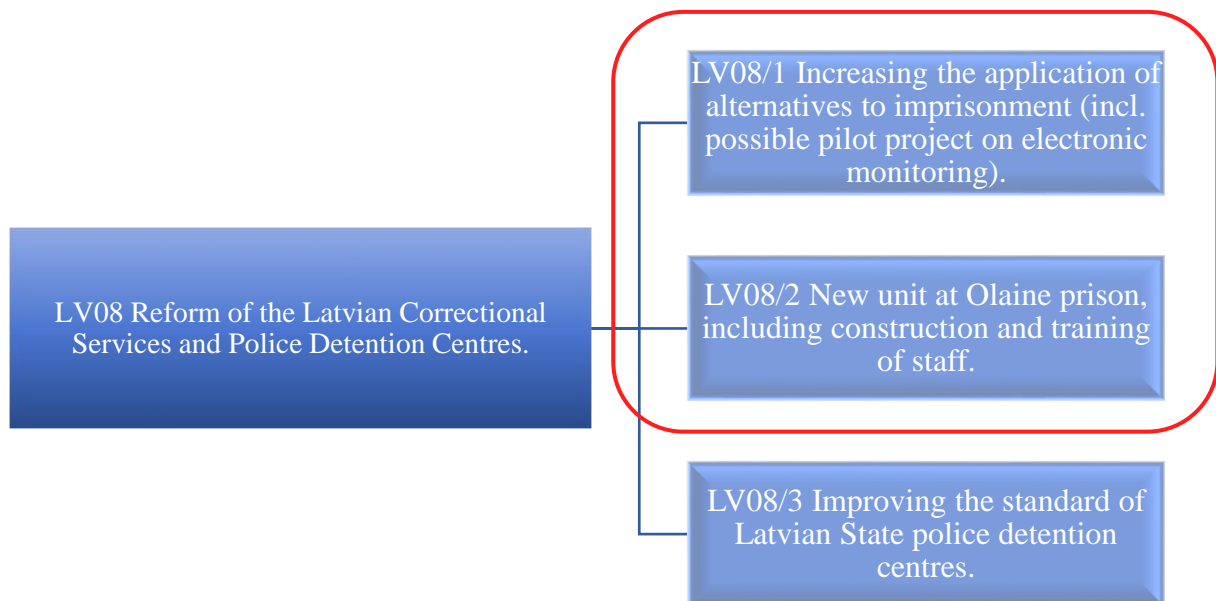 LV08/1 Increasing the application of
alternatives to imprisonment (incl.
possible pilot project on electronic
monitoring).
LV08 Reform of the Latvian Correctional
Services and Police Detention Centres.
LV08/2 New unit at Olaine prison,
including construction and training
of staff.
LV08/3 Improving the standard of
Latvian State police detention
centres.